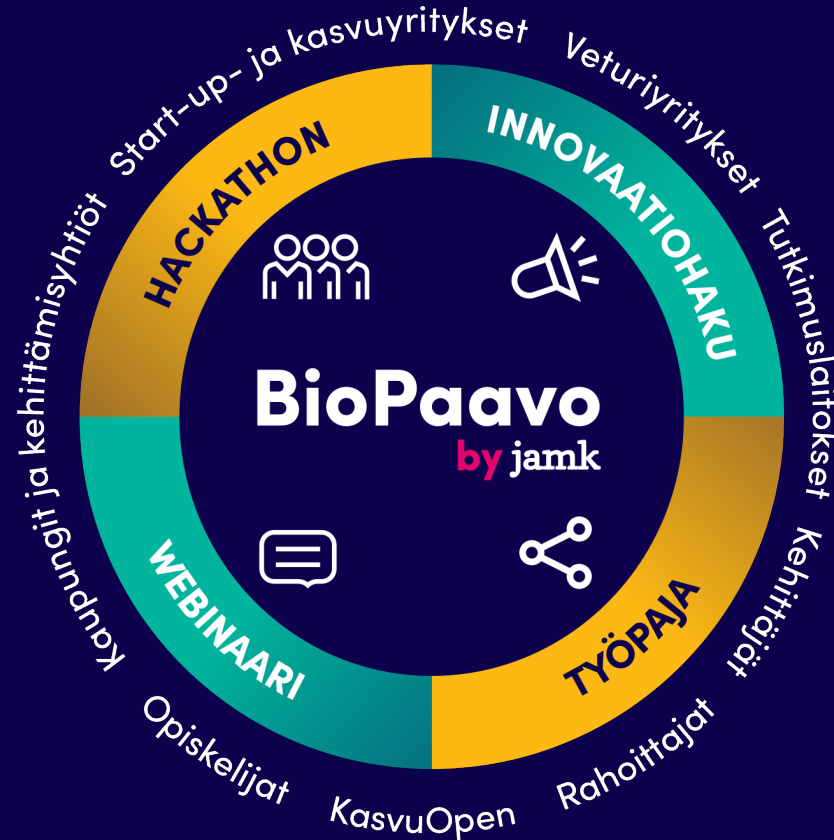 Start-up- ja kasvuyritykset
Veturiyritykset
Tutkimuslaitokset
Kehittäjät
Rahoittajat
KasvuOpen
Opiskelijat
Kaupungit ja kehittämisyhtiöt
HACKATHON
INNOVAATIOHAKU
TYÖPAJA
WEBINAARI
BioPaavo
by jamk